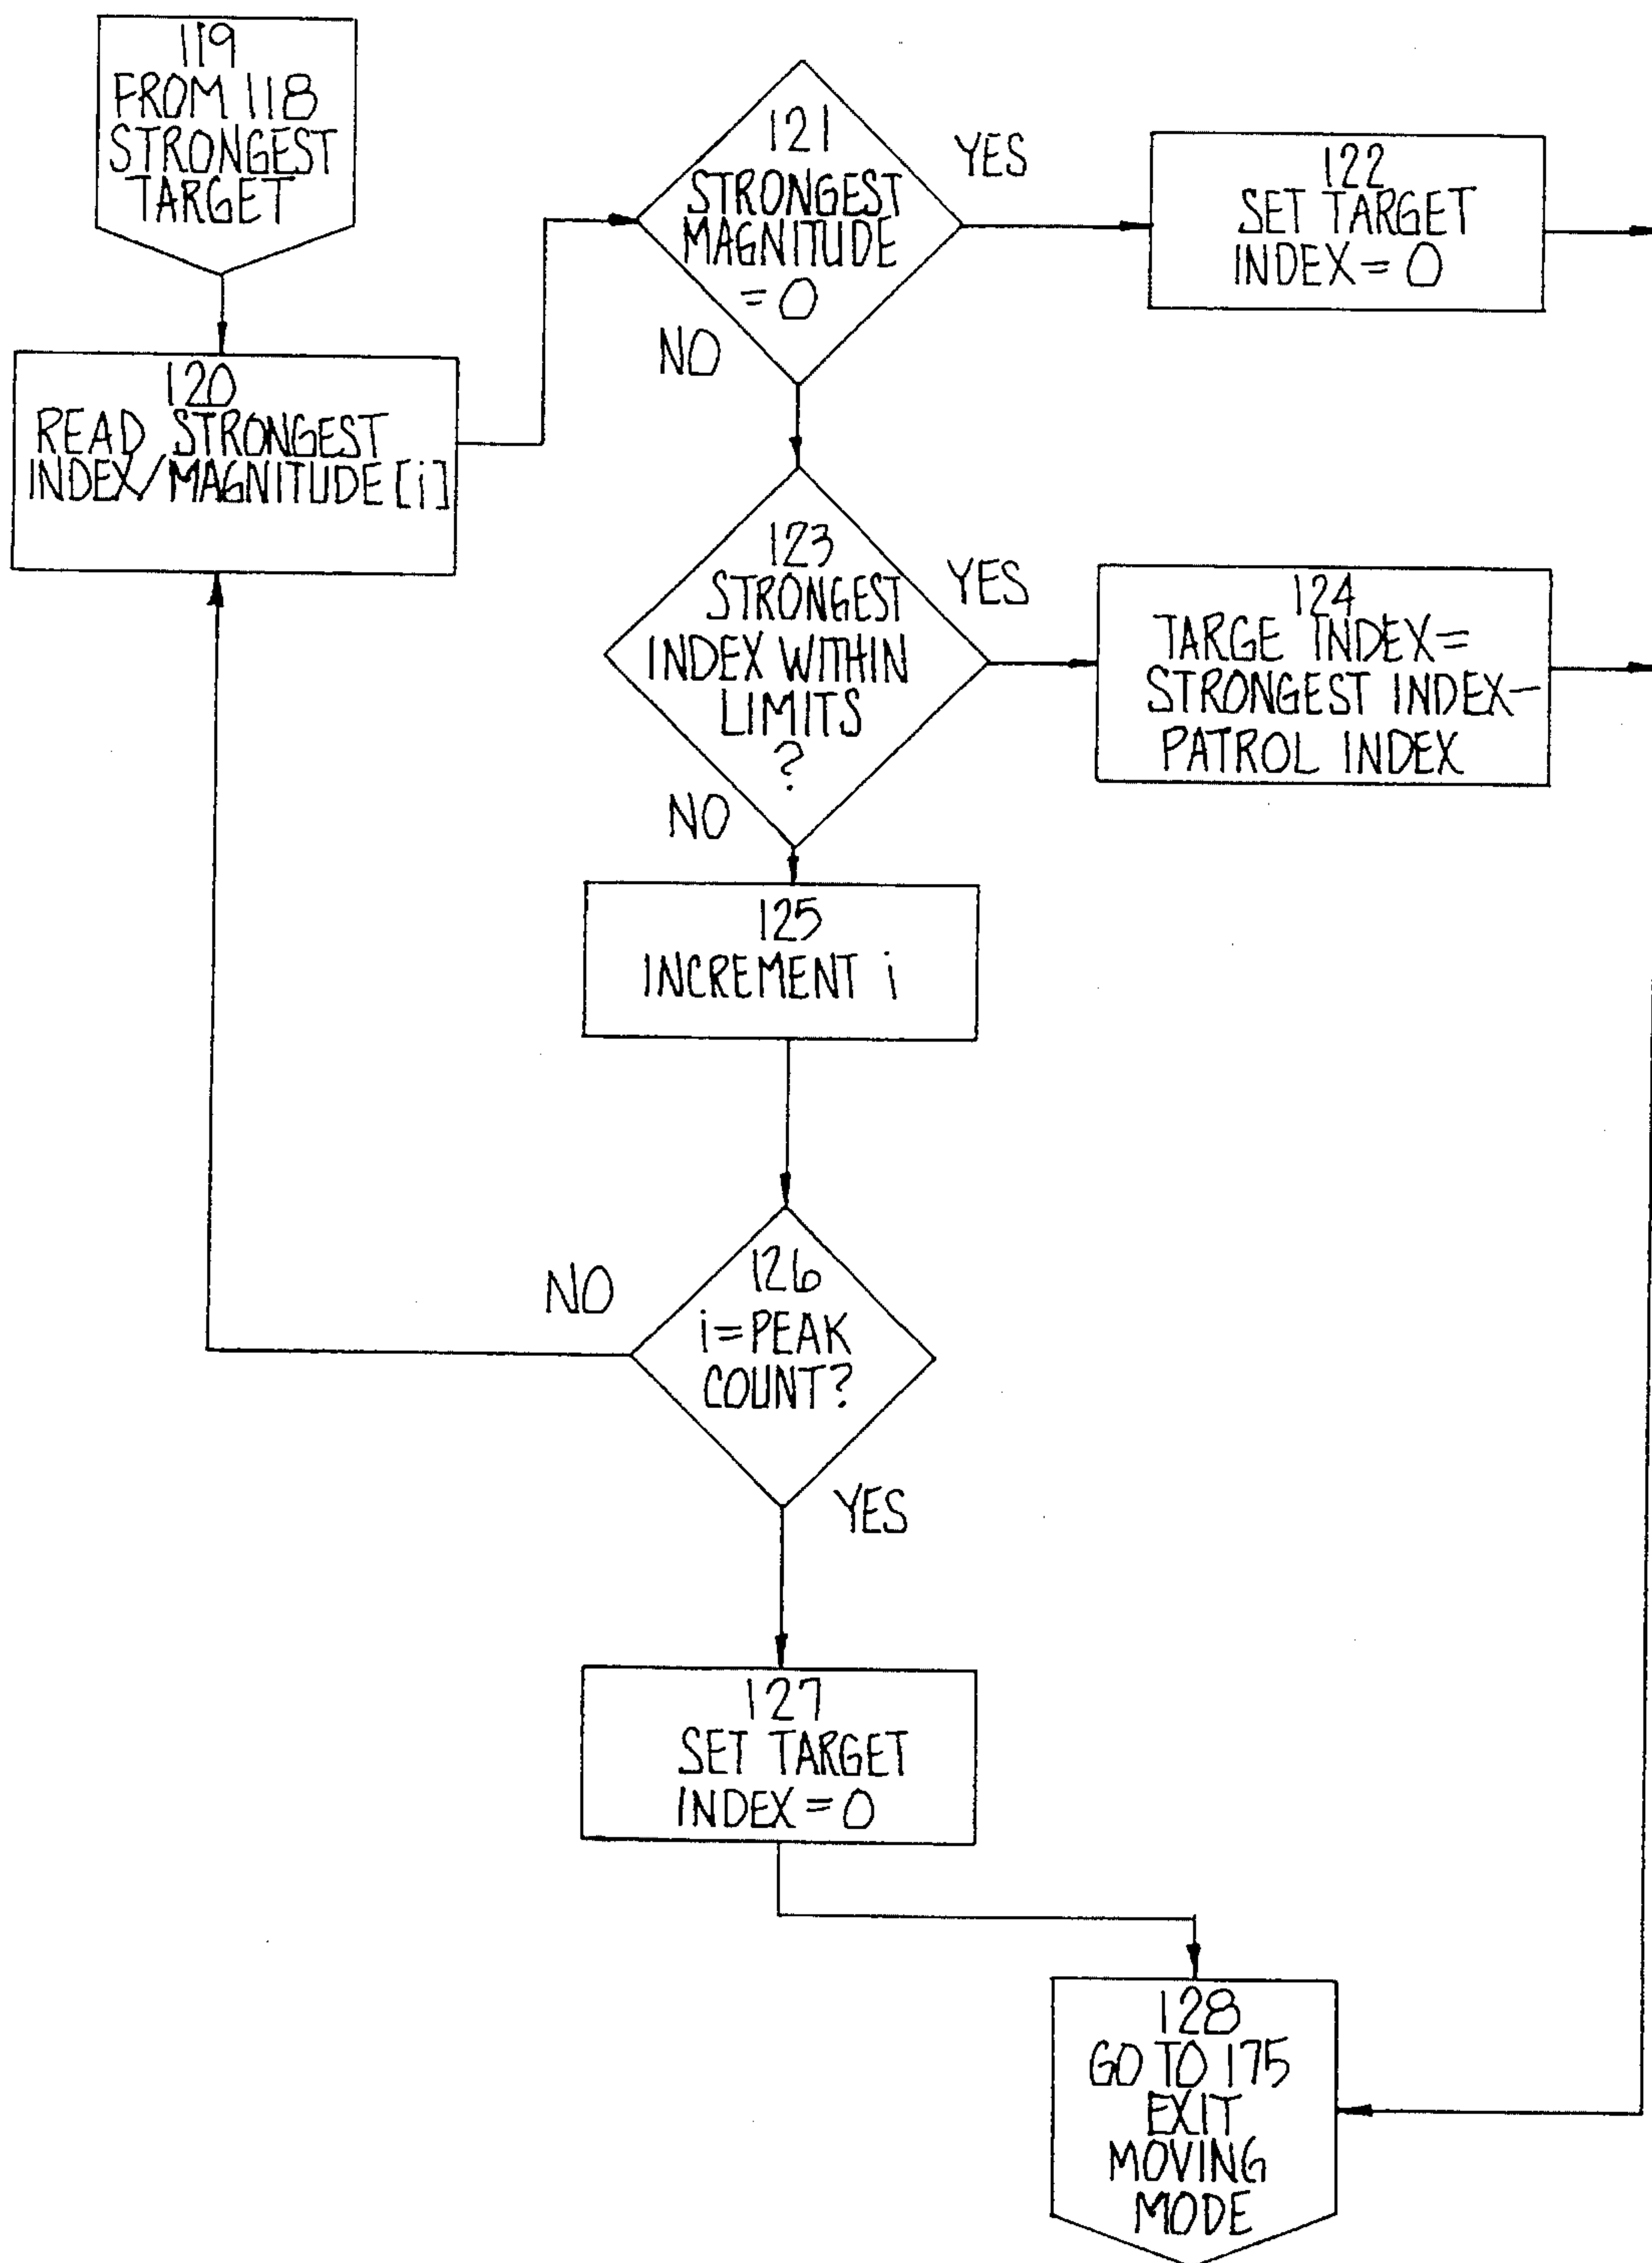 119
FROM 118
STRONGEST
TARGET
120
READ STRONGEST
INDEX/MAGNITUDE[i]
121
STRONGEST
MAGNITUDE
= 0
YES
NO
122
SET TARGET
INDEX = 0
123
STRONGEST
INDEX WITHIN
LIMITS
?
YES
NO
124
TARGE INDEX =
STRONGEST INDEX-
PATROL INDEX
125
INCREMENT i
126
i=PEAK
COUNT?
NO
YES
127
SET TARGET
INDEX = 0
128
GO TO 175
EXIT
MOVING
MODE